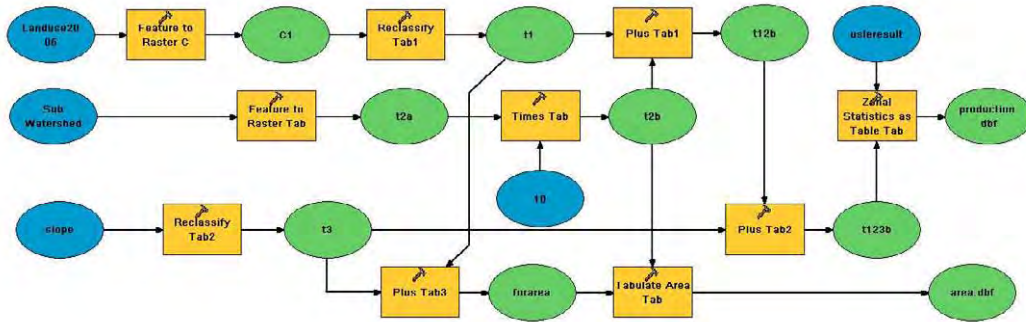 Landuse20
06
Feature to
Raster C
C1
Reclassify
Tab1
t1
Plus Tab1
t12b
usleresult
Sub
Watershed
Feature to
Raster Tab
t2a
Times Tab
t2b
Zonal
Statistics as
Table Tab
production
dbf
10
slope
Reclassify
Tab2
t3
Plus Tab2
t123b
Plus Tab3
forarea
Tabulate Area
Tab
area.dbf